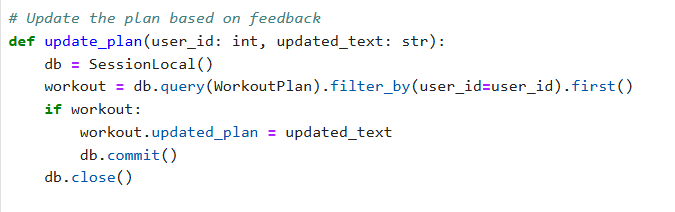 # Update the plan based on feedback
def update_plan(user_id: int, updated_text: str):
    db = SessionLocal()
    workout = db.query(WorkoutPlan).filter_by(user_id=user_id).first()
    if workout:
        workout.updated_plan = updated_text
        db.commit()
    db.close()